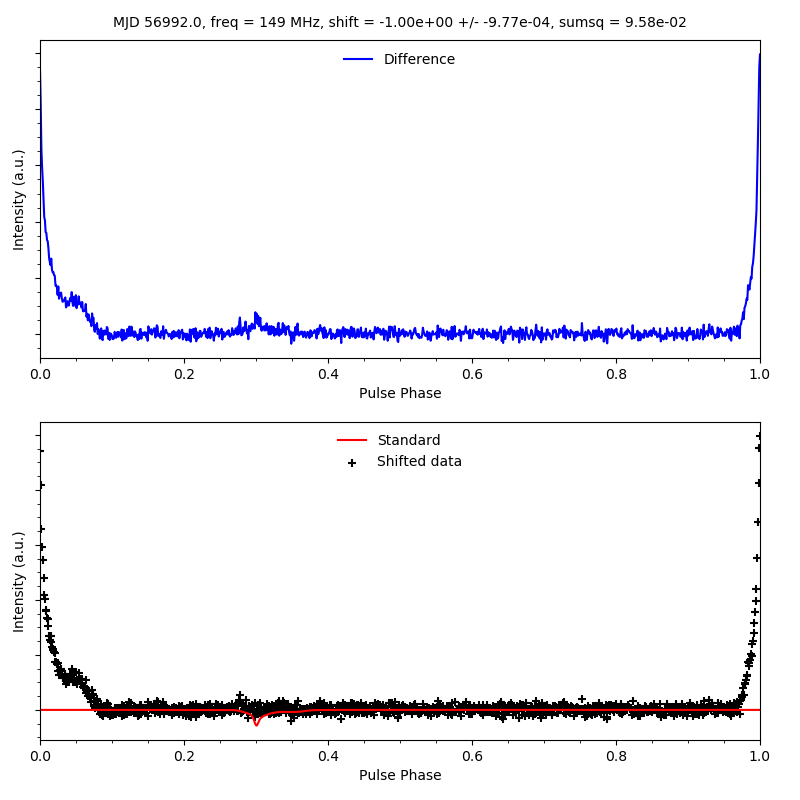 MJD 56992.0, freq = 149 MHz, shift = -1.00e+00 +/- -9.77e-04, sumsq = 9.58e-02
Difference
Intensity (a.u.)
0.0 0.2 0.4 0.6 0.8 1.0
Pulse Phase
Standard
Shifted data
Intensity (a.u.)
0.0 0.2 0.4 0.6 0.8 1.0
Pulse Phase